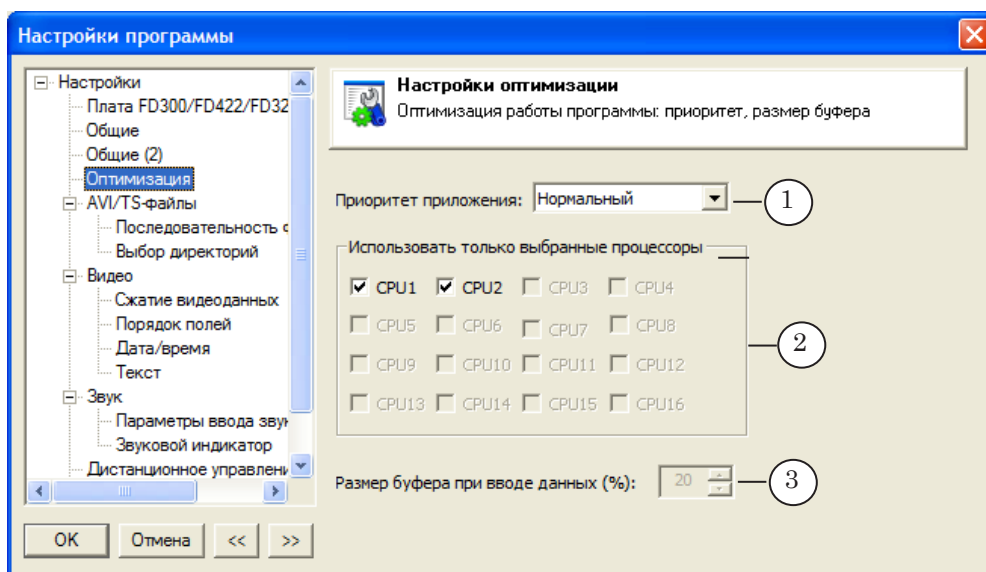 Настройки программы
Настройки
Плата FD300/FD422/FD32
Общие
Общие (2)
Оптимизация
AVI/TS-файлы
Последовательность
Выбор директорий
Видео
Сжатие видеоданных
Порядок полей
Дата/время
Текст
Звук
Параметры ввода зву
Звуковой индикатор
Дистанционное управлени
OK
Отмена
<<
>>
Настройки оптимизации
Оптимизация работы программы: приоритет, размер буфера
Приоритет приложения: Нормальный
1
Использовать только выбранные процессоры
CPU1 CPU2 CPU3 CPU4
CPU5 CPU6 CPU7 CPU8
2
CPU9 CPU10 CPU11 CPU12
CPU13 CPU14 CPU15 CPU16
Размер буфера при вводе данных (%): 20
3